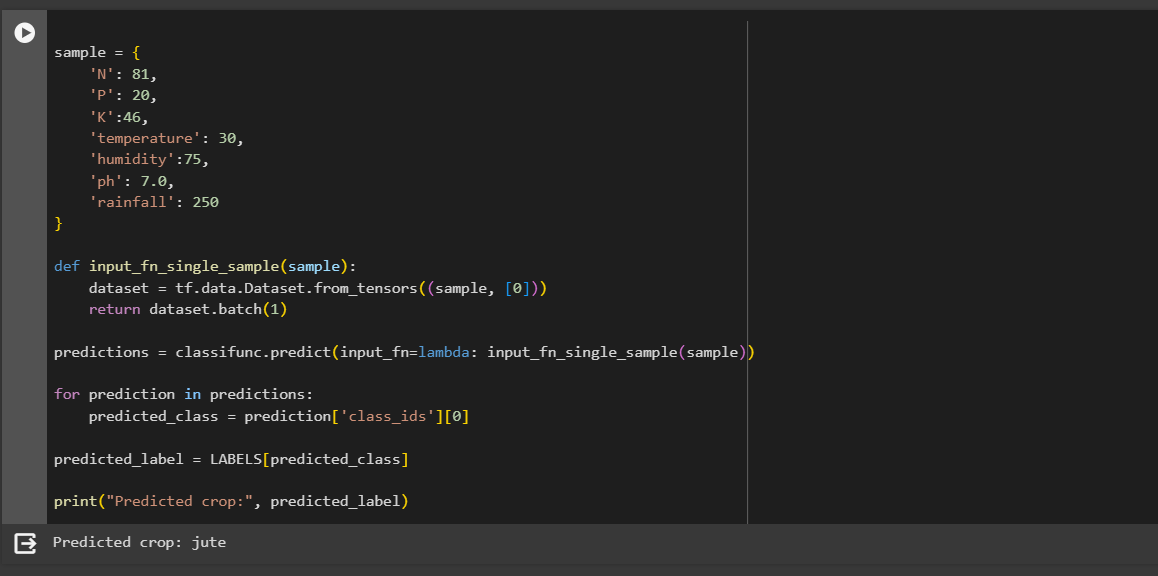 sample = {
    'N': 81,
    'P': 20,
    'K':46,
    'temperature': 30,
    'humidity':75,
    'ph': 7.0,
    'rainfall': 250
}
def input_fn_single_sample(sample):
    dataset = tf.data.Dataset.from_tensors((sample, [0]))
    return dataset.batch(1)
predictions = classifunc.predict(input_fn=lambda: input_fn_single_sample(sample))
for prediction in predictions:
    predicted_class = prediction['class_ids'][0]
predicted_label = LABELS[predicted_class]
print("Predicted crop:", predicted_label)
Predicted crop: jute